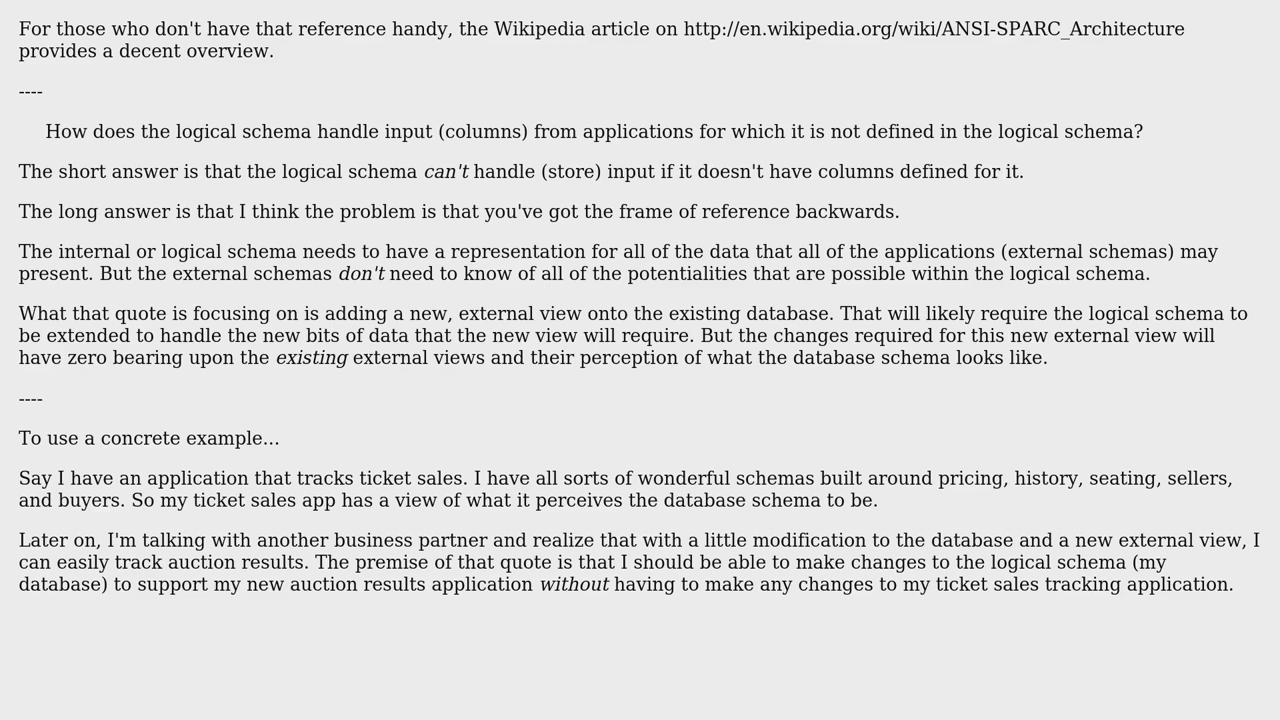 For those who don't have that reference handy, the Wikipedia article on http://en.wikipedia.org/wiki/ANSI-SPARC_Architecture
provides a decent overview.
----
How does the logical schema handle input (columns) from applications for which it is not defined in the logical schema?
The short answer is that the logical schema can't handle (store) input if it doesn't have columns defined for it.
The long answer is that I think the problem is that you've got the frame of reference backwards.
The internal or logical schema needs to have a representation for all of the data that all of the applications (external schemas) may
present. But the external schemas don't need to know of all of the potentialities that are possible within the logical schema.
What that quote is focusing on is adding a new, external view onto the existing database. That will likely require the logical schema to
be extended to handle the new bits of data that the new view will require. But the changes required for this new external view will
have zero bearing upon the existing external views and their perception of what the database schema looks like.
----
To use a concrete example...
Say I have an application that tracks ticket sales. I have all sorts of wonderful schemas built around pricing, history, seating, sellers,
and buyers. So my ticket sales app has a view of what it perceives the database schema to be.
Later on, I'm talking with another business partner and realize that with a little modification to the database and a new external view, I
can easily track auction results. The premise of that quote is that I should be able to make changes to the logical schema (my
database) to support my new auction results application without having to make any changes to my ticket sales tracking application.